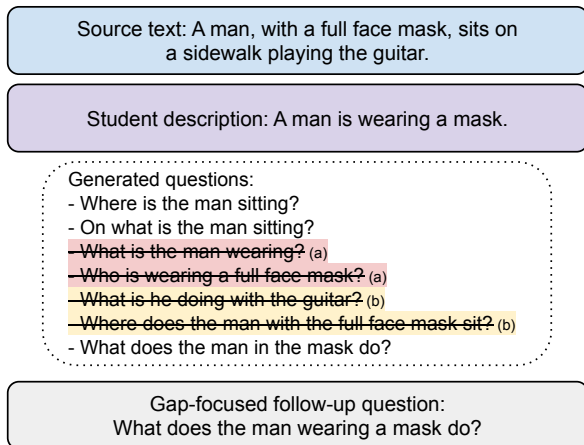 Source text: A man, with a full face mask, sits on
a sidewalk playing the guitar.
Student description: A man is wearing a mask.
Generated questions:
- Where is the man sitting?
- On what is the man sitting?
- What is the man wearing? (a)
- Who is wearing a full face mask? (a)
- What is he doing with the guitar? (b)
- Where does the man with the full face mask sit? (b)
- What does the man in the mask do?
Gap-focused follow-up question:
What does the man wearing a mask do?